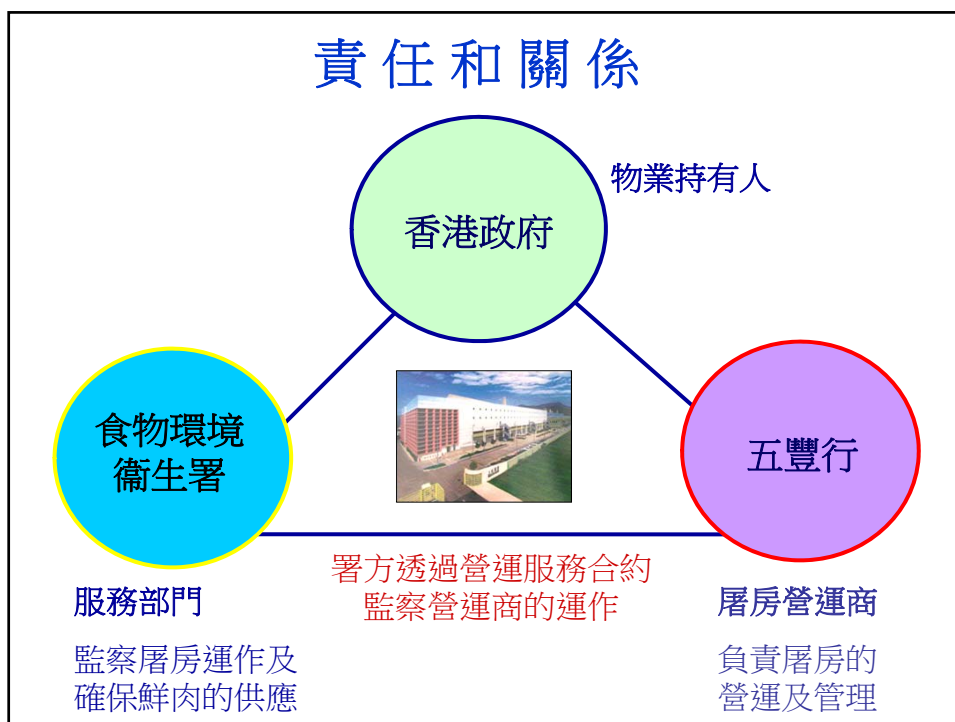 責任和關係
物業持有人
香港政府
食物環境
衞生署
五豐行
署方透過營運服務合約
監察營運商的運作
服務部門
監察屠房運作及
確保鮮肉的供應
屠房營運商
負責屠房的
營運及管理